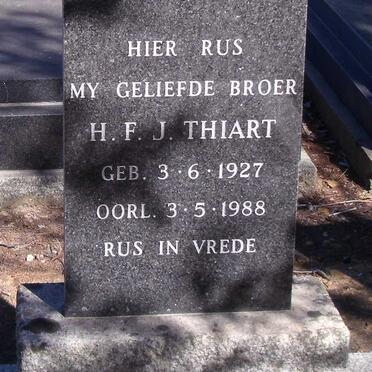 HIER RUS
MY GELIEFDE BROER
H. F. J. THIART
GEB. 3·6·1927
OORL. 3·5·1988
RUS IN VREDE